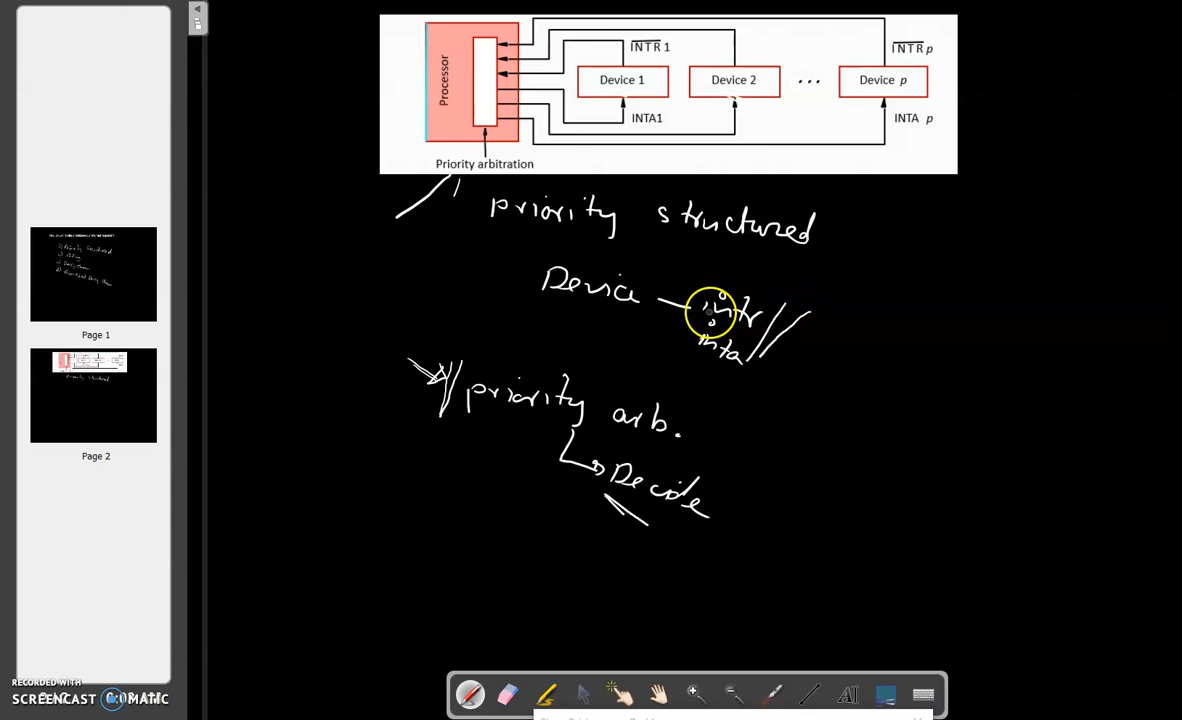 INTR 1
INTR p
Processor
Device 1
Device 2
...
Device p
INTA1
INTA p
Priority arbitration
priority structured
Device — intr
inta
priority arb.
Decide
Page 1
Page 2
RECORDED WITH
SCREENCAST MATIC